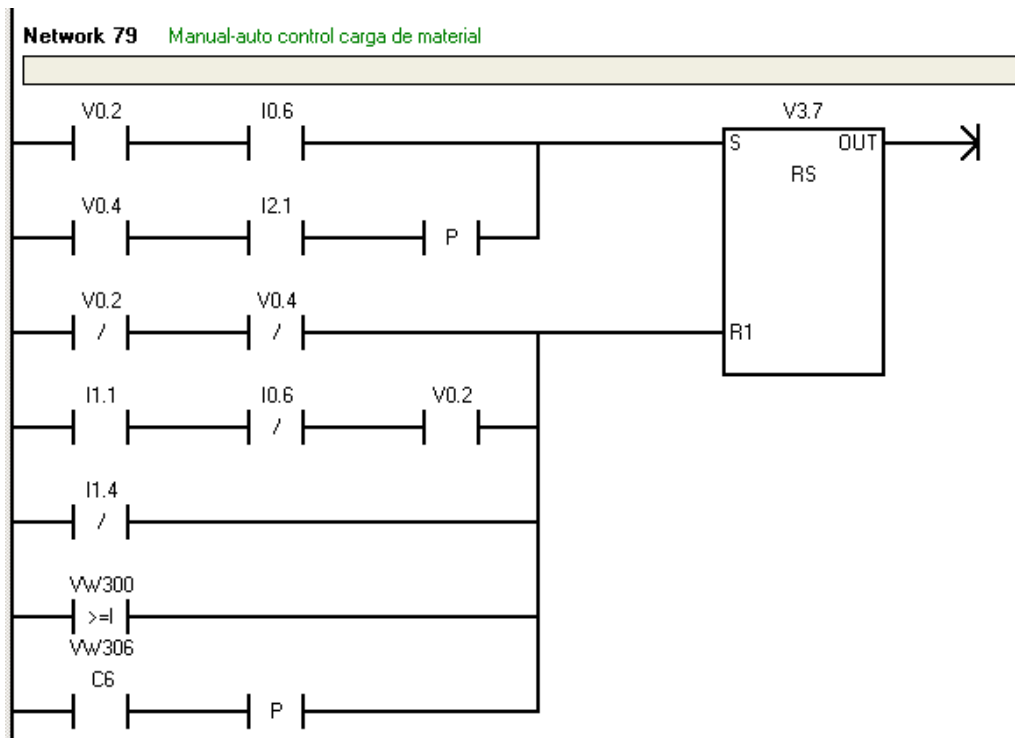 Network 79 Manual-auto control carga de material
V0.2 I0.6 V3.7
S OUT
RS
V0.4 I2.1
P
V0.2 V0.4
/ / R1
I1.1 I0.6 V0.2
/
I1.4
/
VW300
>=I
VW306
C6
P